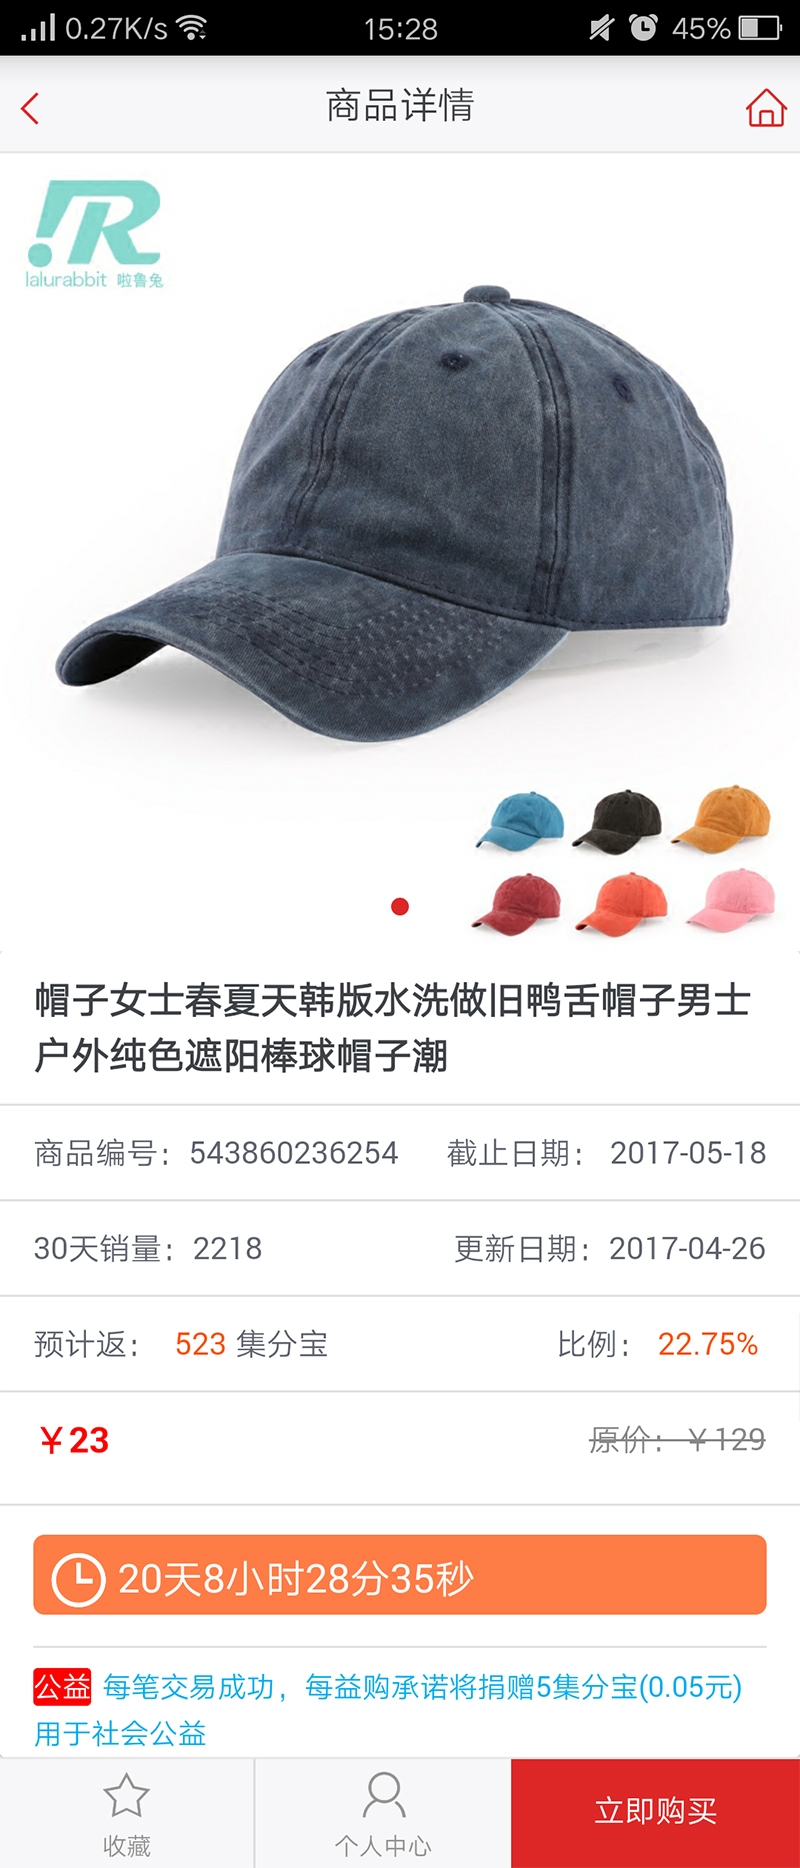 0.27K/s 15:28 45%
商品详情
R
lalurabbit 啦鲁兔
帽子女士春夏天韩版水洗做旧鸭舌帽子男士
户外纯色遮阳棒球帽子潮
商品编号： 543860236254 截止日期： 2017-05-18
30天销量： 2218 更新日期： 2017-04-26
预计返： 523 集分宝 比例： 22.75%
￥23 原价：￥129
20天8小时28分35秒
公益 每笔交易成功，每益购承诺将捐赠5集分宝(0.05元)
用于社会公益
收藏 个人中心 立即购买